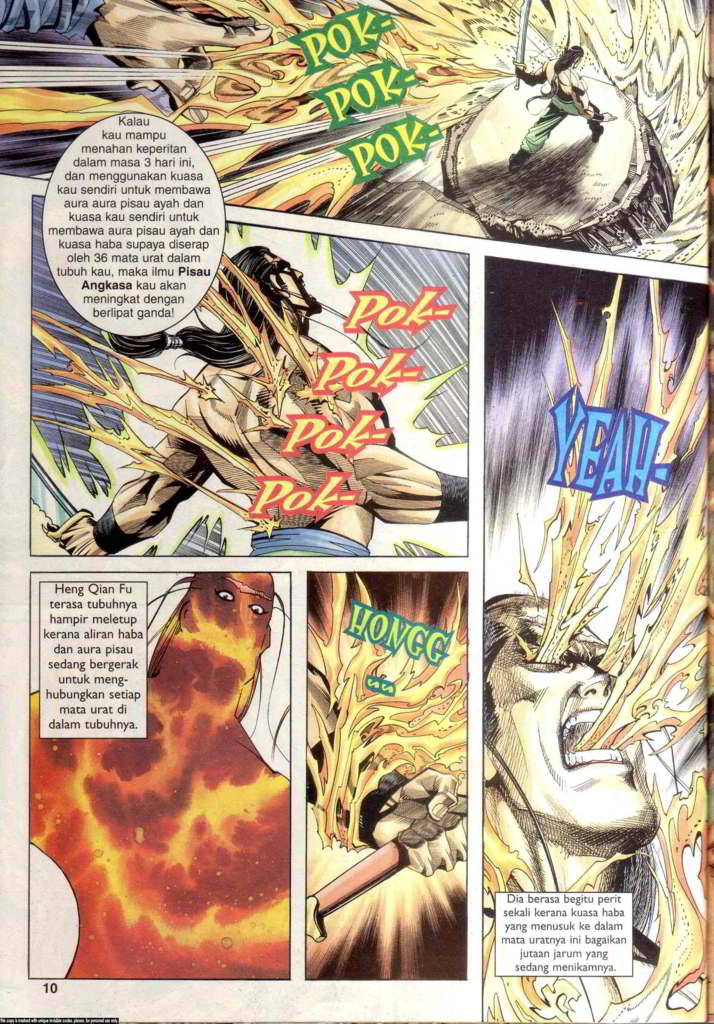 POK-
POK-
POK-
Kalau
kau mampu
menahan keperitan
dalam masa 3 hari ini,
dan menggunakan kuasa
kau sendiri untuk membawa
aura aura pisau ayah dan
kuasa kau sendiri untuk
membawa aura pisau ayah dan
kuasa haba supaya diserap
oleh 36 mata urat dalam
tubuh kau, maka ilmu Pisau
Angkasa kau akan
meningkat dengan
berlipat ganda!
POK-
POK-
POK-
POK-
YEAH-
Heng Qian Fu
terasa tubuhnya
hampir meletup
kerana aliran haba
dan aura pisau
sedang bergerak
untuk meng-
hubungkan setiap
mata urat di
dalam tubuhnya.
HONGG
~~
Dia berasa begitu perit
sekali kerana kuasa haba
yang menusuk ke dalam
mata uratnya ini bagaikan
jutaan jarum yang
sedang menikamnya.
10